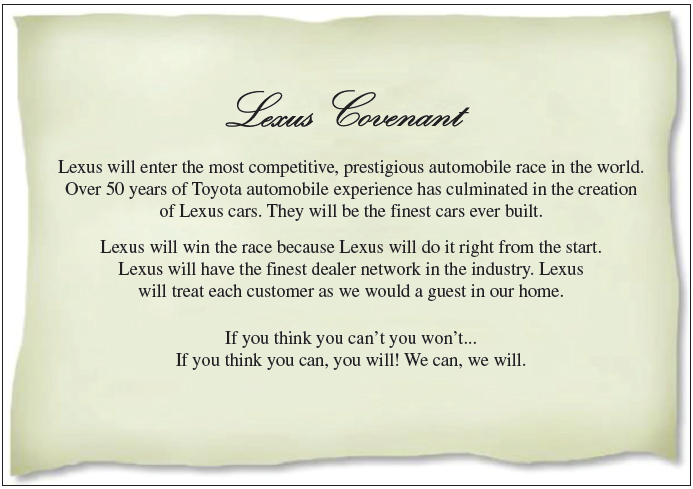 Lexus Covenant
Lexus will enter the most competitive, prestigious automobile race in the world.
Over 50 years of Toyota automobile experience has culminated in the creation
of Lexus cars. They will be the finest cars ever built.
Lexus will win the race because Lexus will do it right from the start.
Lexus will have the finest dealer network in the industry. Lexus
will treat each customer as we would a guest in our home.
If you think you can’t you won’t...
If you think you can, you will! We can, we will.